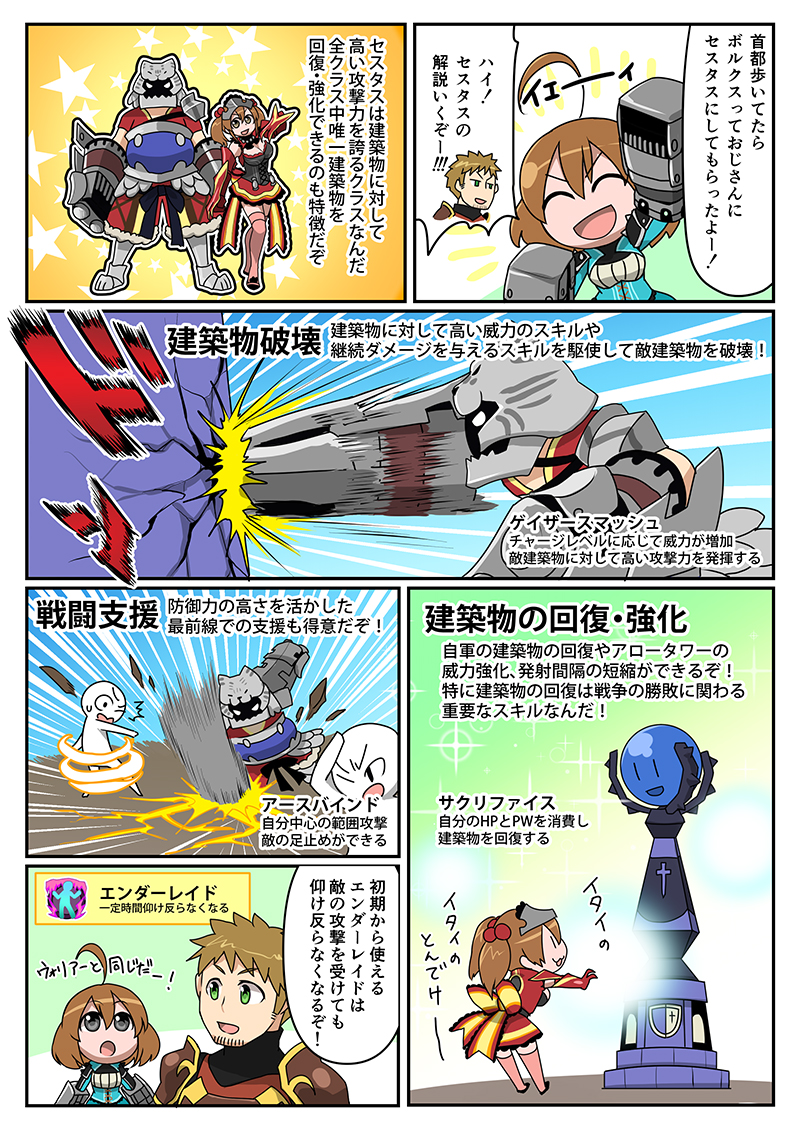 首都歩いてたら
ボルクスっておじさんに
セスタスにしてもらったよー！
イェーイ
ハイ！
セスタスの
解説いくぞー!!!
セスタスは建築物に対して
高い攻撃力を誇るクラスなんだ
全クラス中唯一建築物を
回復・強化できるのも特徴だぞ
建築物破壊
建築物に対して高い威力のスキルや
継続ダメージを与えるスキルを駆使して敵建築物を破壊！
ドッ
ゲイザースマッシュ
チャージレベルに応じて威力が増加
敵建築物に対して高い攻撃力を発揮する
建築物の回復・強化
自軍の建築物の回復やアロータワーの
威力強化、発射間隔の短縮ができるぞ！
特に建築物の回復は戦争の勝敗に関わる
重要なスキルなんだ！
サクリファイス
自分のHPとPWを消費し
建築物を回復する
イタイの
イタイの
とんでけー
戦闘支援
防御力の高さを活かした
最前線での支援も得意だぞ！
アースバインド
自分中心の範囲攻撃
敵の足止めができる
初期から使える
エンダーレイドは
敵の攻撃を受けても
仰け反らなくなるぞ！
エンダーレイド
一定時間仰け反らなくなる
ウォリアーと同じだー！